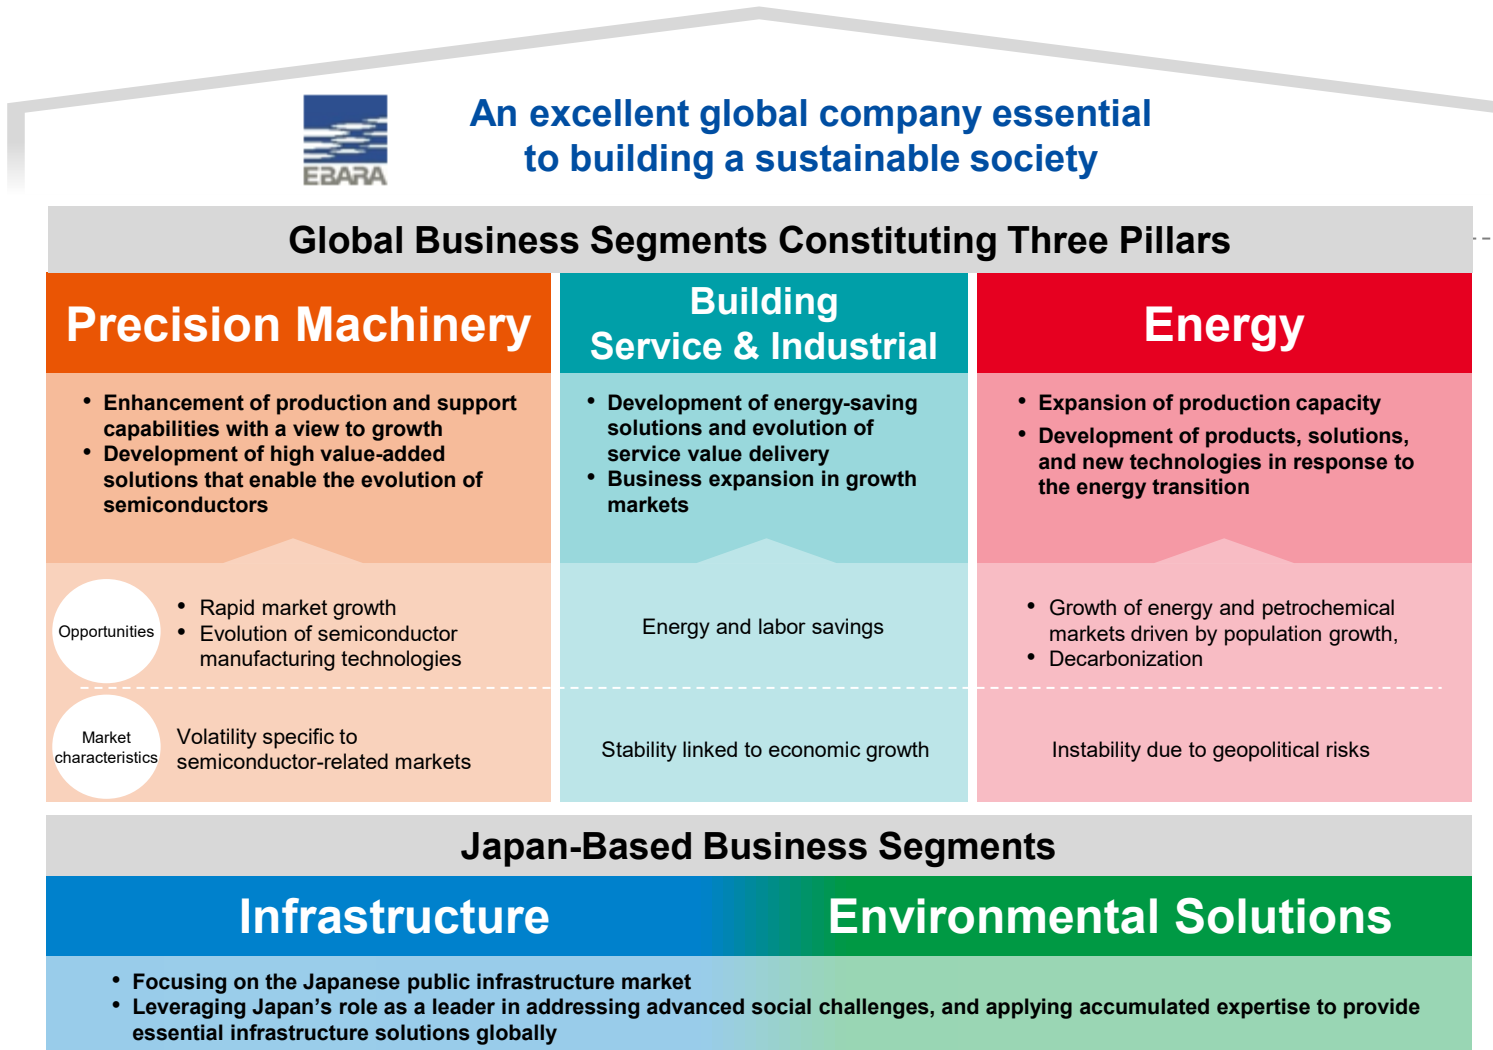 EBARA
An excellent global company essential
to building a sustainable society
Global Business Segments Constituting Three Pillars
Precision Machinery
• Enhancement of production and support
capabilities with a view to growth
• Development of high value-added
solutions that enable the evolution of
semiconductors
Building
Service & Industrial
• Development of energy-saving
solutions and evolution of
service value delivery
• Business expansion in growth
markets
Energy
• Expansion of production capacity
• Development of products, solutions,
and new technologies in response to
the energy transition
Opportunities
• Rapid market growth
• Evolution of semiconductor
manufacturing technologies
Energy and labor savings
• Growth of energy and petrochemical
markets driven by population growth,
• Decarbonization
Market
characteristics
Volatility specific to
semiconductor-related markets
Stability linked to economic growth
Instability due to geopolitical risks
Japan-Based Business Segments
Infrastructure
Environmental Solutions
• Focusing on the Japanese public infrastructure market
• Leveraging Japan’s role as a leader in addressing advanced social challenges, and applying accumulated expertise to provide
essential infrastructure solutions globally